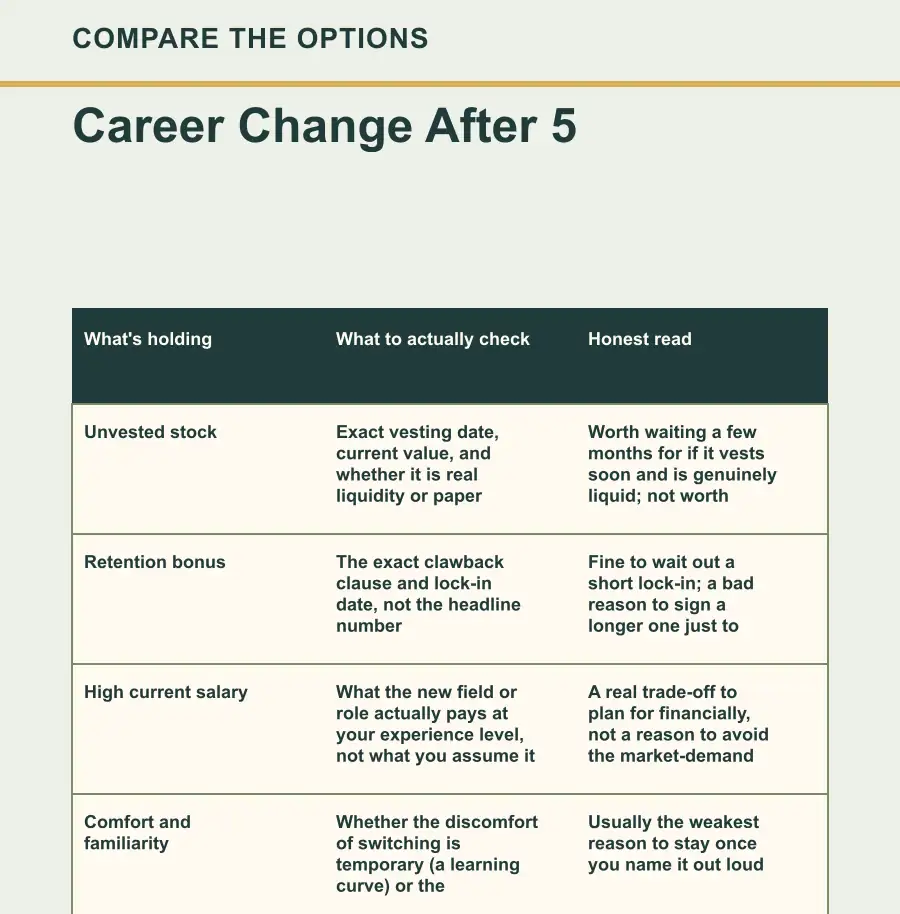 COMPARE THE OPTIONS
Career Change After 5
What's holding
What to actually check
Honest read
Unvested stock
Exact vesting date,
current value, and
whether it is real
liquidity or paper
Worth waiting a few
months for if it vests
soon and is genuinely
liquid; not worth
Retention bonus
The exact clawback
clause and lock-in
date, not the headline
number
Fine to wait out a
short lock-in; a bad
reason to sign a
longer one just to
High current salary
What the new field or
role actually pays at
your experience level,
not what you assume it
A real trade-off to
plan for financially,
not a reason to avoid
the market-demand
Comfort and
familiarity
Whether the discomfort
of switching is
temporary (a learning
curve) or the
Usually the weakest
reason to stay once
you name it out loud